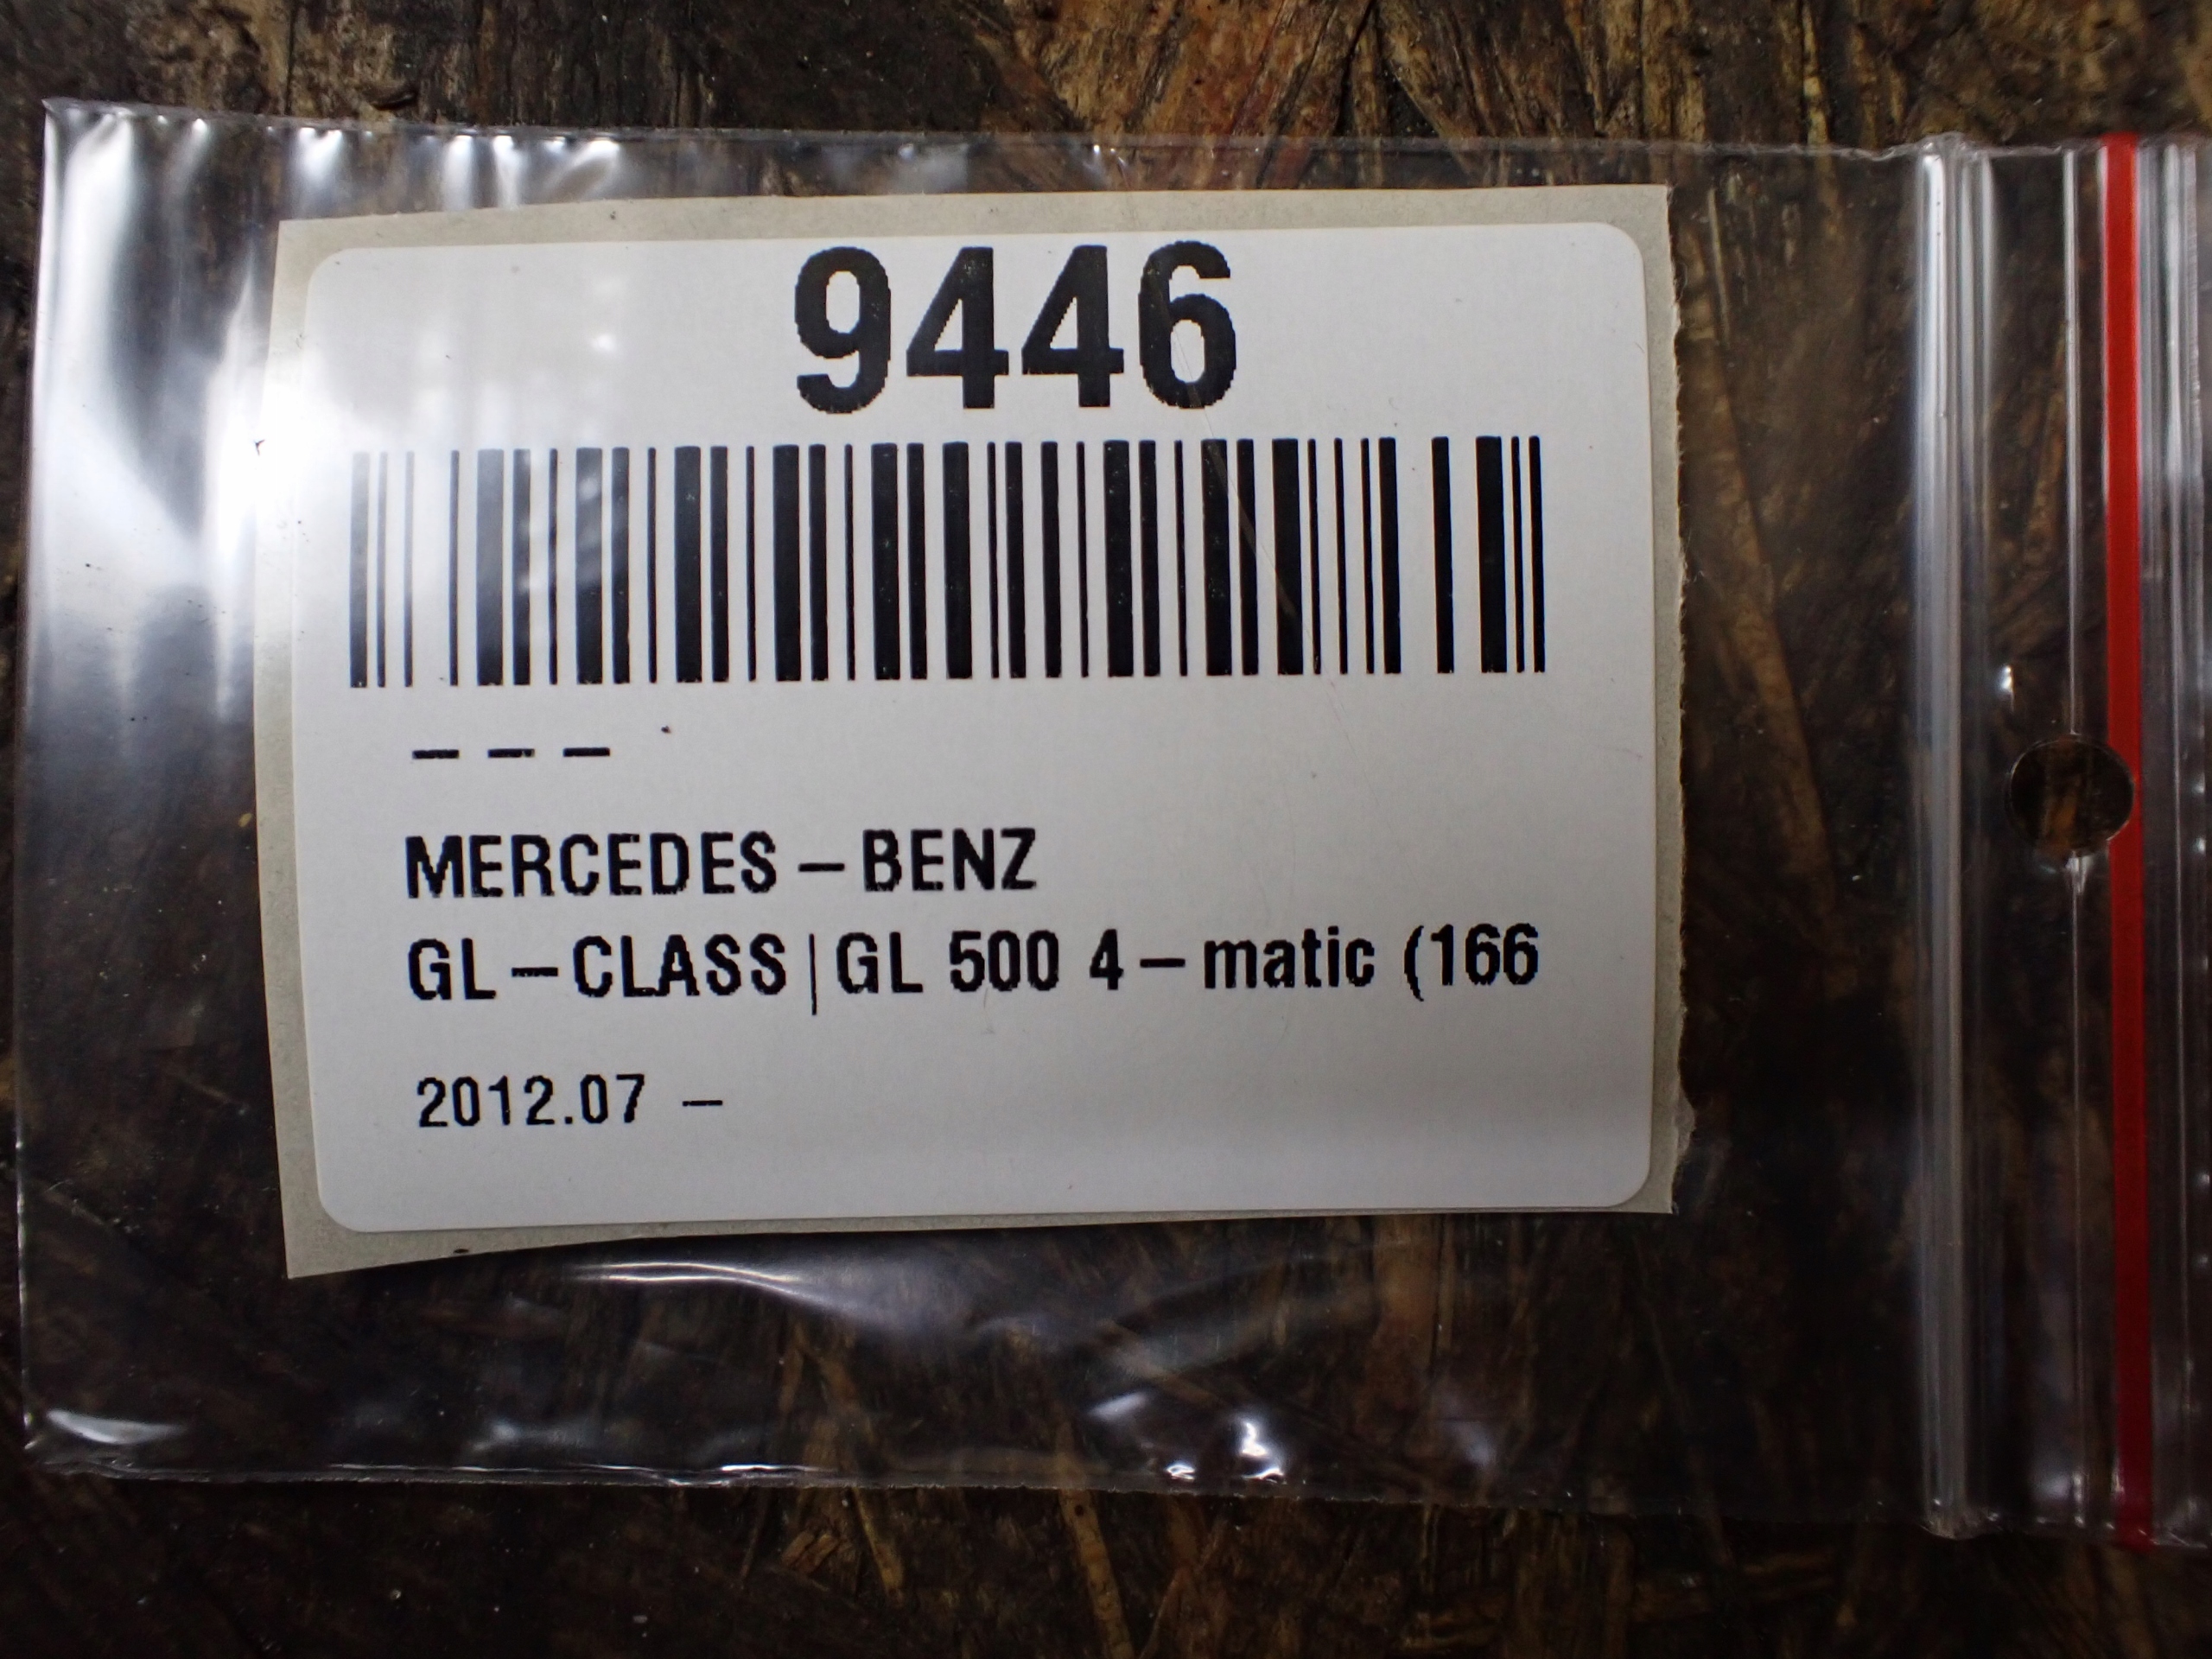 9446
– – –
MERCEDES–BENZ
GL–CLASS|GL 500 4–matic (166
2012.07 –